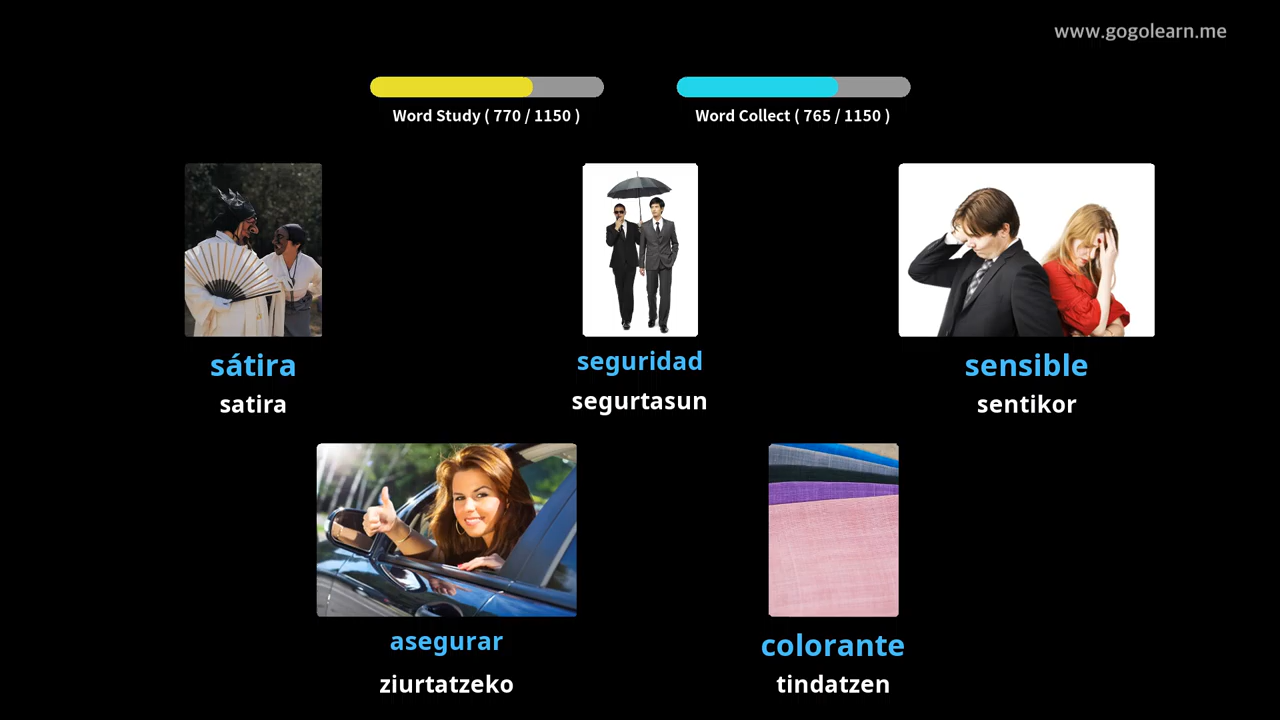 www.gogolearn.me
Word Study ( 770 / 1150 )
Word Collect ( 765 / 1150 )
sátira
satira
seguridad
segurtasun
sensible
sentikor
asegurar
ziurtatzeko
colorante
tindatzen